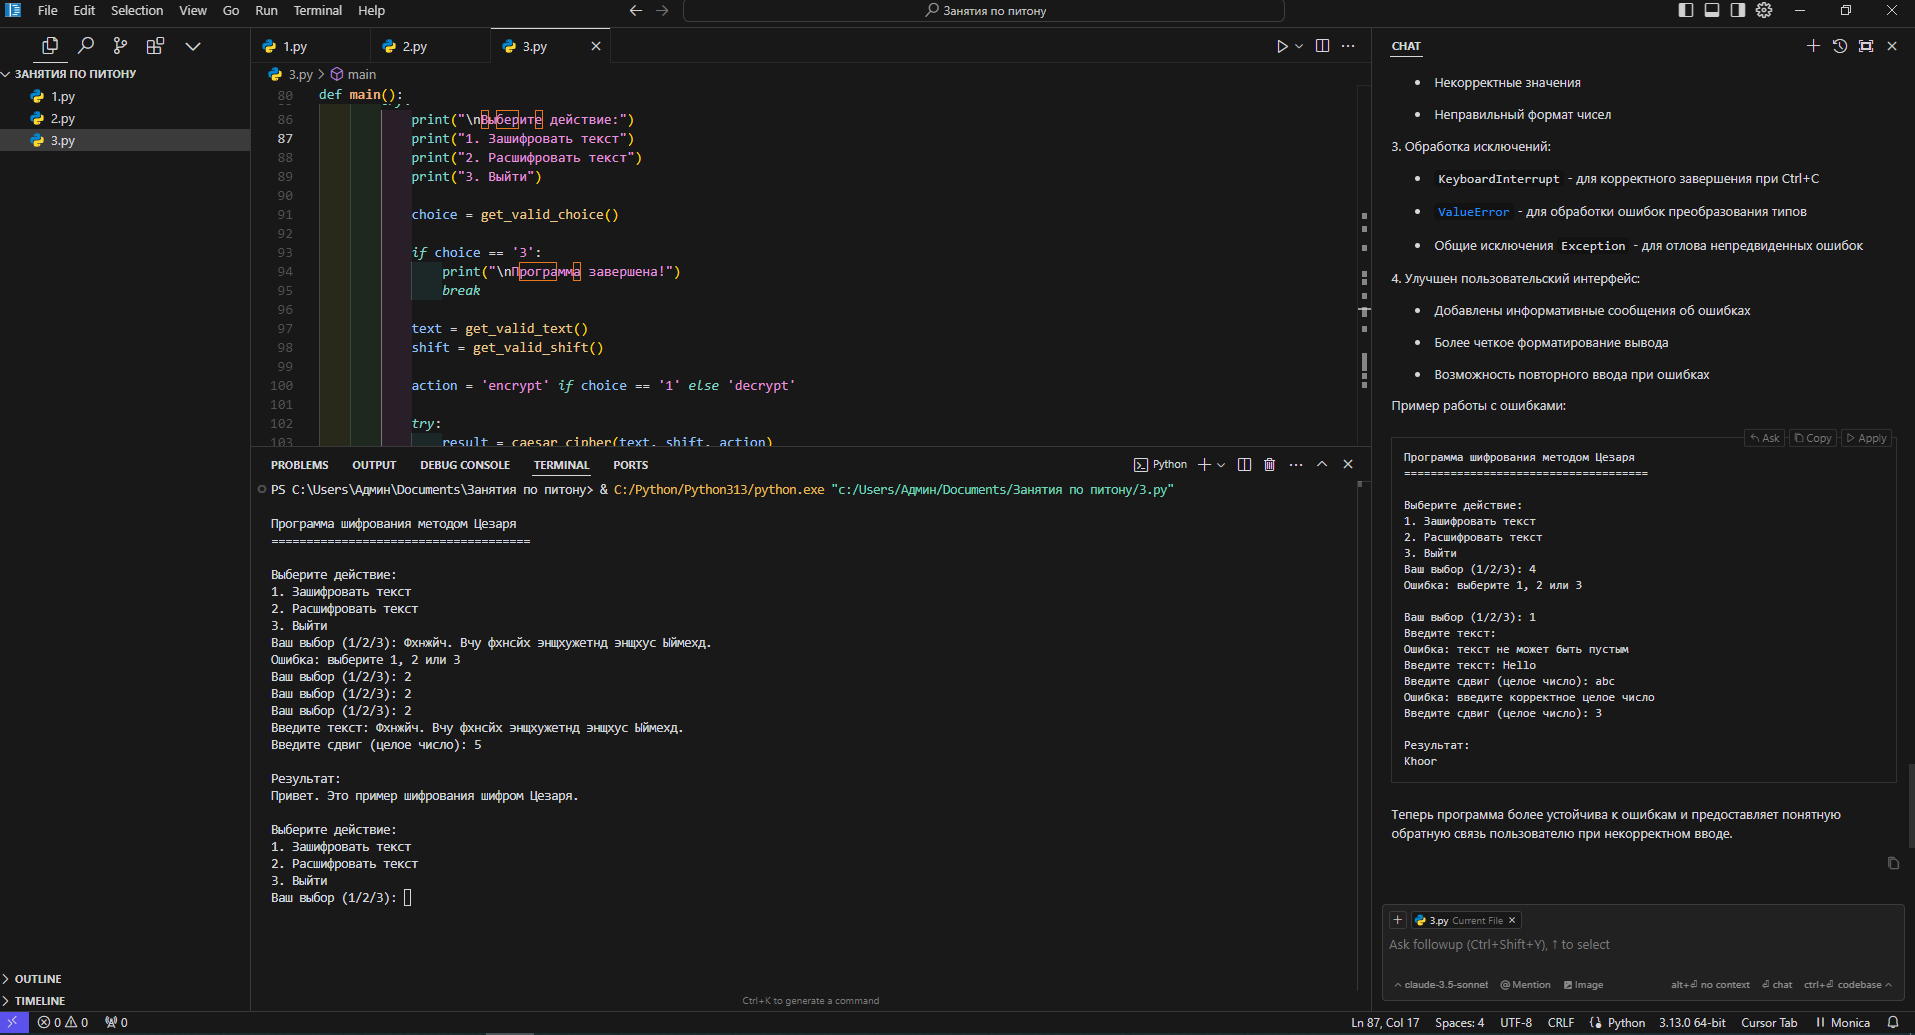 File Edit Selection View Go Run Terminal Help
Занятия по питону
ЗАНЯТИЯ ПО ПИТОНУ
1.py
2.py
3.py
OUTLINE
TIMELINE
1.py 2.py 3.py
3.py > main
80 def main():
86 print("\nВыберите действие:")
87 print("1. Зашифровать текст")
88 print("2. Расшифровать текст")
89 print("3. Выйти")
90
91 choice = get_valid_choice()
92
93 if choice == '3':
94 print("\nПрограмма завершена!")
95 break
96
97 text = get_valid_text()
98 shift = get_valid_shift()
99
100 action = 'encrypt' if choice == '1' else 'decrypt'
101
102 try:
103 result = caesar_cipher(text, shift, action)
PROBLEMS OUTPUT DEBUG CONSOLE TERMINAL PORTS
Python
PS C:\Users\Админ\Documents\Занятия по питону> & C:/Python/Python313/python.exe "c:/Users/Админ/Documents/Занятия по питону/3.py"
Программа шифрования методом Цезаря
=====================================
Выберите действие:
1. Зашифровать текст
2. Расшифровать текст
3. Выйти
Ваш выбор (1/2/3): Фхнжйч. Вчу фхнсйх энщхужетнд энщхус Ыймехд.
Ошибка: выберите 1, 2 или 3
Ваш выбор (1/2/3): 2
Ваш выбор (1/2/3): 2
Ваш выбор (1/2/3): 2
Введите текст: Фхнжйч. Вчу фхнсйх энщхужетнд энщхус Ыймехд.
Введите сдвиг (целое число): 5
Результат:
Привет. Это пример шифрования шифром Цезаря.
Выберите действие:
1. Зашифровать текст
2. Расшифровать текст
3. Выйти
Ваш выбор (1/2/3):
Ctrl+K to generate a command
CHAT
• Некорректные значения
• Неправильный формат чисел
3. Обработка исключений:
• KeyboardInterrupt - для корректного завершения при Ctrl+C
• ValueError - для обработки ошибок преобразования типов
• Общие исключения Exception - для отлова непредвиденных ошибок
4. Улучшен пользовательский интерфейс:
• Добавлены информативные сообщения об ошибках
• Более четкое форматирование вывода
• Возможность повторного ввода при ошибках
Пример работы с ошибками:
Ask Copy Apply
Программа шифрования методом Цезаря
=====================================
Выберите действие:
1. Зашифровать текст
2. Расшифровать текст
3. Выйти
Ваш выбор (1/2/3): 4
Ошибка: выберите 1, 2 или 3
Ваш выбор (1/2/3): 1
Введите текст:
Ошибка: текст не может быть пустым
Введите текст: Hello
Введите сдвиг (целое число): abc
Ошибка: введите корректное целое число
Введите сдвиг (целое число): 3
Результат:
Khoor
Теперь программа более устойчива к ошибкам и предоставляет понятную
обратную связь пользователю при некорректном вводе.
3.py Current File
Ask followup (Ctrl+Shift+Y), ↑ to select
claude-3.5-sonnet @ Mention Image alt+⏎ no context ⏎ chat ctrl+⏎ codebase
0 0 0 Ln 87, Col 17 Spaces: 4 UTF-8 CRLF Python 3.13.0 64-bit Cursor Tab Monica